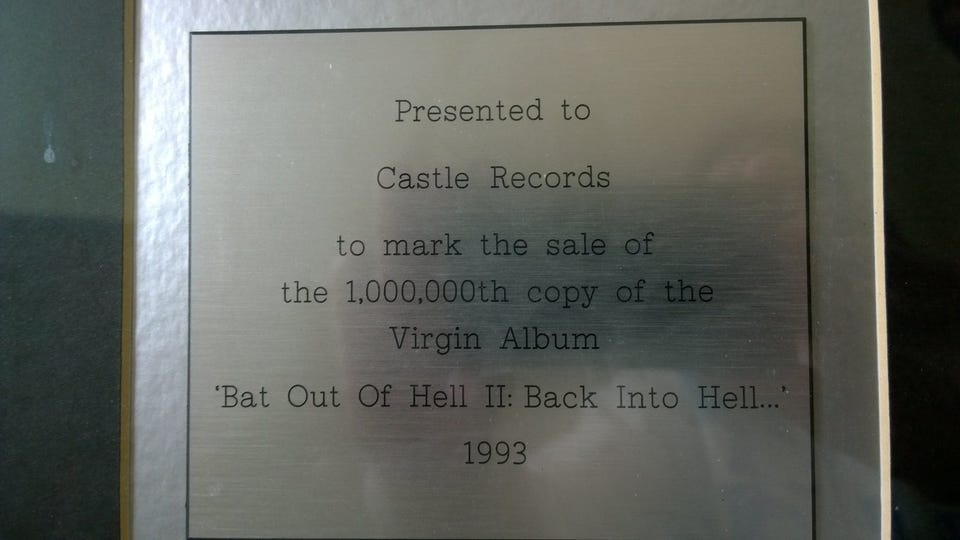 Presented to
Castle Records
to mark the sale of
the 1,000,000th copy of the
Virgin Album
‘Bat Out Of Hell II: Back Into Hell...’
1993